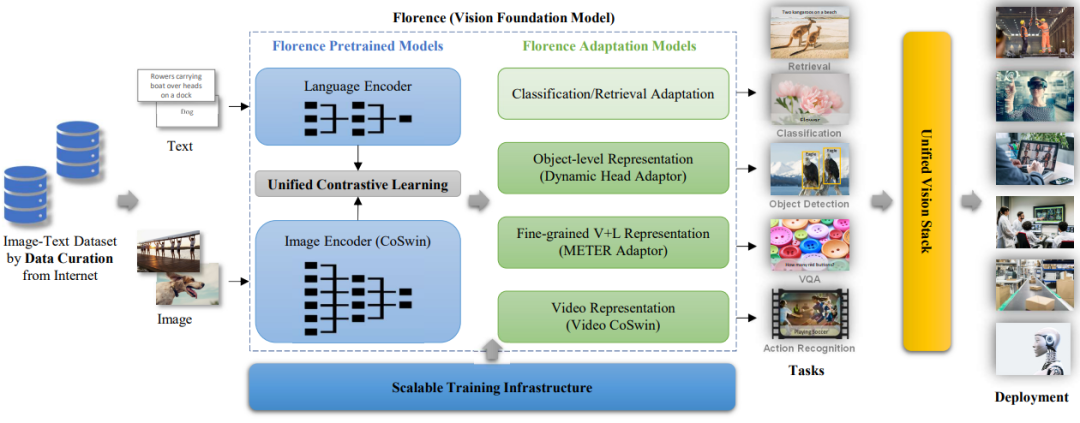 Florence (Vision Foundation Model)
Florence Pretrained Models
Florence Adaptation Models
Rowers carrying
boat over heads
on a dock
Dog
Text
Image-Text Dataset
by Data Curation
from Internet
Image
Language Encoder
Unified Contrastive Learning
Image Encoder (CoSwin)
Classification/Retrieval Adaptation
Object-level Representation
(Dynamic Head Adaptor)
Fine-grained V+L Representation
(METER Adaptor)
Video Representation
(Video CoSwin)
Scalable Training Infrastructure
Two kangaroos on a beach
Retrieval
Classification
Eagle
Eagle
Object Detection
How many red buttons?
VQA
Playing Soccer
Action Recognition
Tasks
Unified Vision Stack
Deployment